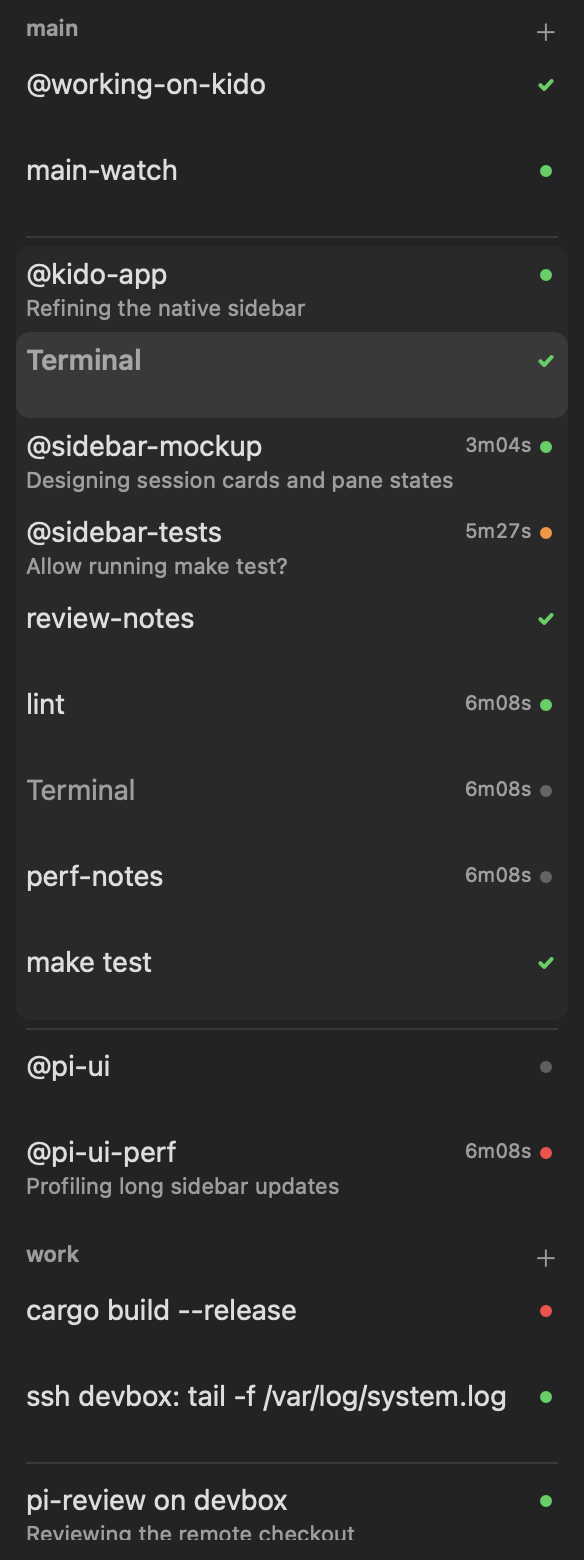 main
@working-on-kido
main-watch
@kido-app
Refining the native sidebar
Terminal
@sidebar-mockup 3m04s
Designing session cards and pane states
@sidebar-tests 5m27s
Allow running make test?
review-notes
lint 6m08s
Terminal 6m08s
perf-notes 6m08s
make test
@pi-ui
@pi-ui-perf 6m08s
Profiling long sidebar updates
work
cargo build --release
ssh devbox: tail -f /var/log/system.log
pi-review on devbox
Reviewing the remote checkout